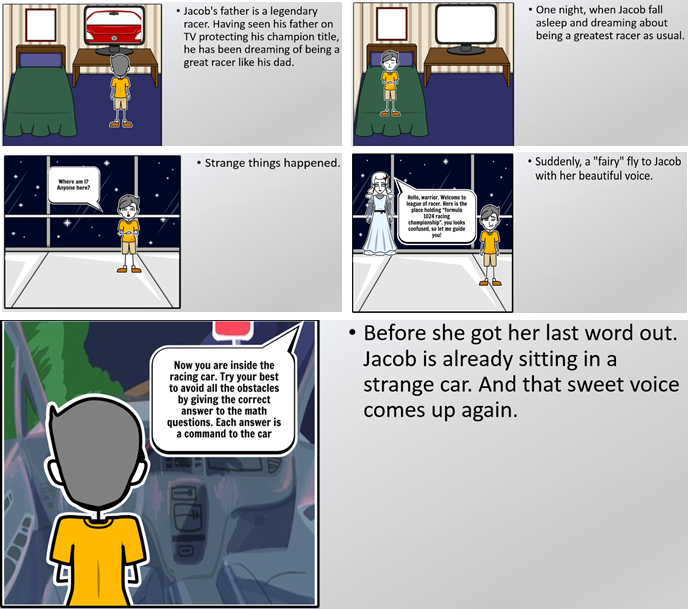 • Jacob's father is a legendary
racer. Having seen his father on
TV protecting his champion title,
he has been dreaming of being a
great racer like his dad.
• One night, when Jacob fall
asleep and dreaming about
being a greatest racer as usual.
Where am I?
Anyone here?
• Strange things happened.
Hello, warrior. Welcome to
league of racer. Here is the
place holding "formula
1024 racing
championship". you looks
confused, so let me guide
you!
• Suddenly, a "fairy" fly to Jacob
with her beautiful voice.
Now you are inside the
racing car. Try your best
to avoid all the obstacles
by giving the correct
answer to the math
questions. Each answer is
a command to the car
• Before she got her last word out.
Jacob is already sitting in a
strange car. And that sweet voice
comes up again.